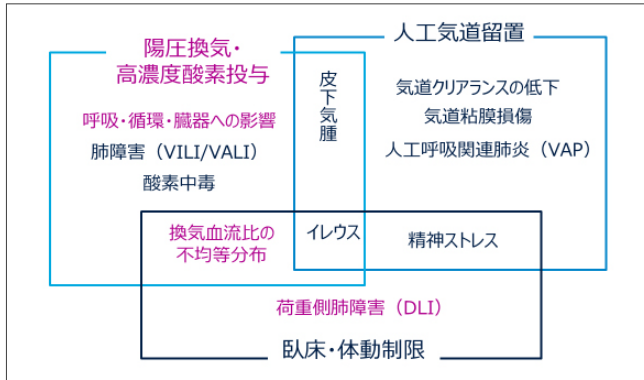 陽圧換気・
高濃度酸素投与
呼吸・循環・臓器への影響
肺障害（VILI/VALI）
酸素中毒
皮下気腫
人工気道留置
気道クリアランスの低下
気道粘膜損傷
人工呼吸関連肺炎（VAP）
換気血流比の
不均等分布
イレウス
精神ストレス
荷重側肺障害（DLI）
臥床・体動制限